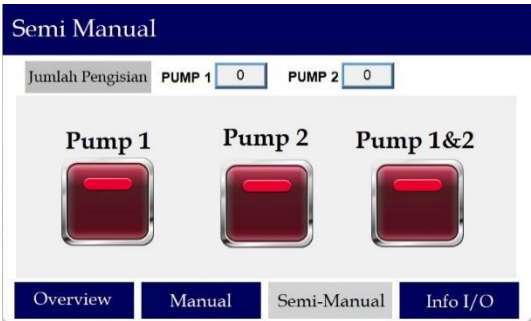 Semi Manual
Jumlah Pengisian PUMP 1 0 PUMP 2 0
Pump 1 Pump 2 Pump 1&2
Overview Manual Semi-Manual Info I/O